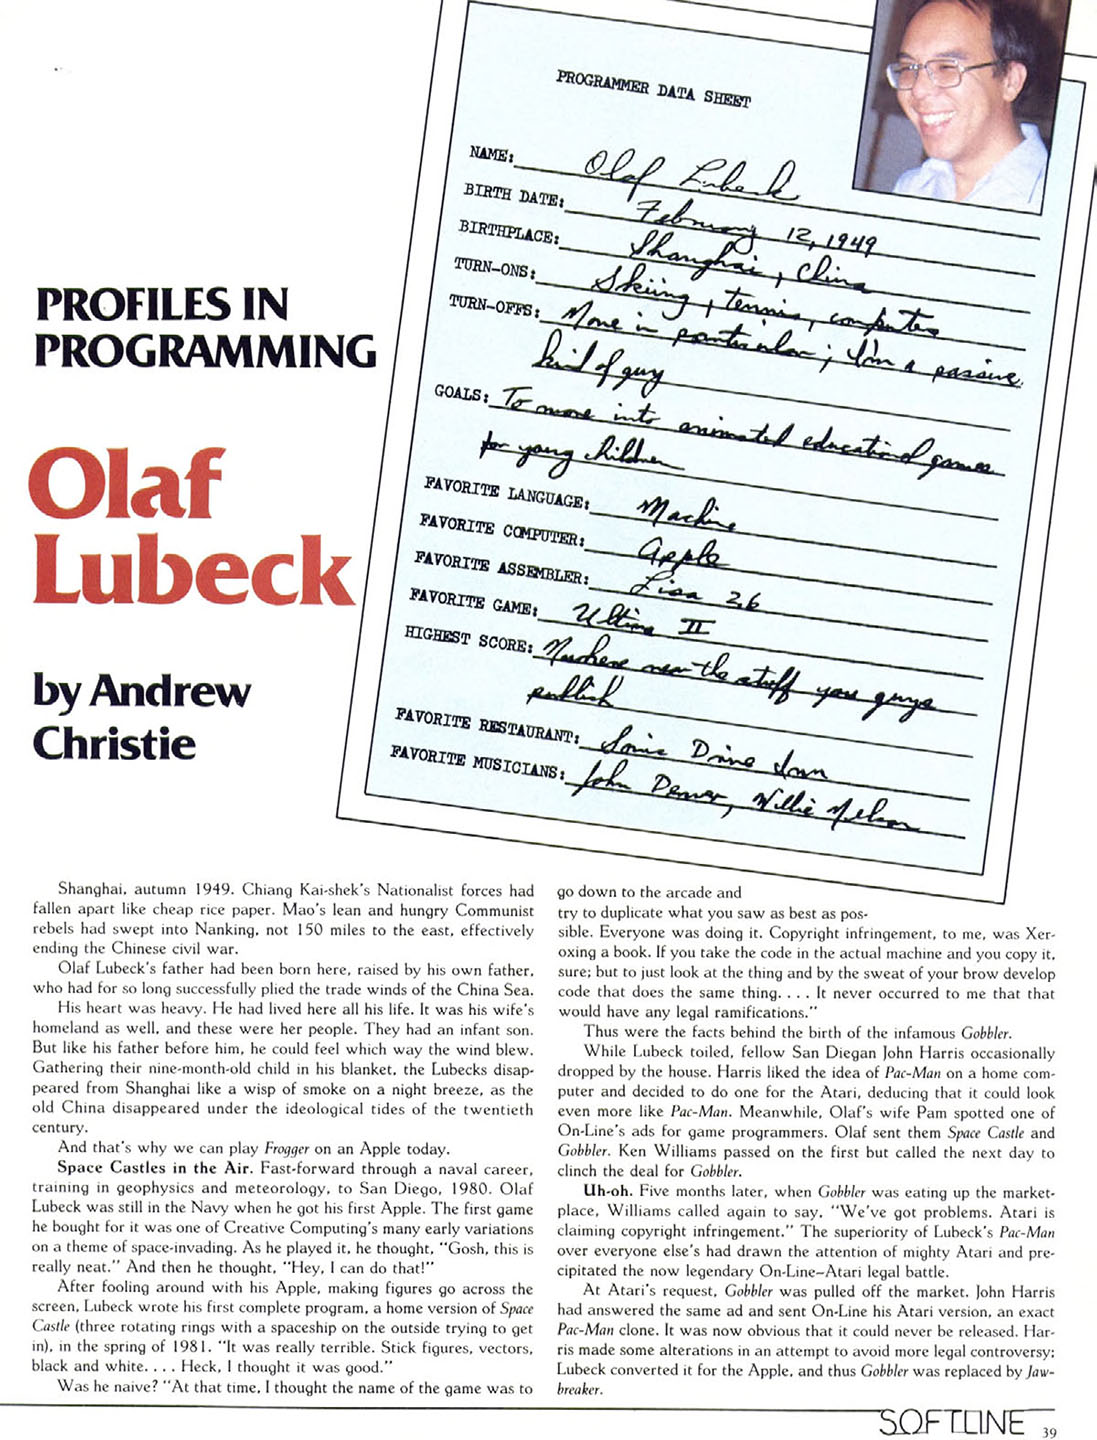 PROGRAMMER DATA SHEET
NAME: Olaf Lubeck
BIRTH DATE: February 12, 1949
BIRTHPLACE: Shanghai, China
TURN-ONS: Skiing, tennis, computers
TURN-OFFS: None in particular; I'm a passive
kind of guy
GOALS: To move into animated educational games
for young children
FAVORITE LANGUAGE: Machine
FAVORITE COMPUTER: Apple
FAVORITE ASSEMBLER: Lisa 2.6
FAVORITE GAME: Ultima II
HIGHEST SCORE: Nowhere near the stuff you guys
publish
FAVORITE RESTAURANT: Sonic Drive Inn
FAVORITE MUSICIANS: John Denver, Willie Nelson
PROFILES IN
PROGRAMMING
Olaf
Lubeck
by Andrew
Christie
Shanghai, autumn 1949. Chiang Kai-shek's Nationalist forces had
fallen apart like cheap rice paper. Mao's lean and hungry Communist
rebels had swept into Nanking, not 150 miles to the east, effectively
ending the Chinese civil war.
Olaf Lubeck's father had been born here, raised by his own father,
who had for so long successfully plied the trade winds of the China Sea.
His heart was heavy. He had lived here all his life. It was his wife's
homeland as well, and these were her people. They had an infant son.
But like his father before him, he could feel which way the wind blew.
Gathering their nine-month-old child in his blanket, the Lubecks disap-
peared from Shanghai like a wisp of smoke on a night breeze, as the
old China disappeared under the ideological tides of the twentieth
century.
And that's why we can play Frogger on an Apple today.
Space Castles in the Air. Fast-forward through a naval career,
training in geophysics and meteorology, to San Diego, 1980. Olaf
Lubeck was still in the Navy when he got his first Apple. The first game
he bought for it was one of Creative Computing's many early variations
on a theme of space-invading. As he played it, he thought, "Gosh, this is
really neat." And then he thought, "Hey, I can do that!"
After fooling around with his Apple, making figures go across the
screen, Lubeck wrote his first complete program, a home version of Space
Castle (three rotating rings with a spaceship on the outside trying to get
in), in the spring of 1981. "It was really terrible. Stick figures, vectors,
black and white. . . . Heck, I thought it was good."
Was he naive? "At that time, I thought the name of the game was to
go down to the arcade and
try to duplicate what you saw as best as pos-
sible. Everyone was doing it. Copyright infringement, to me, was Xer-
oxing a book. If you take the code in the actual machine and you copy it,
sure; but to just look at the thing and by the sweat of your brow develop
code that does the same thing. . . . It never occurred to me that that
would have any legal ramifications."
Thus were the facts behind the birth of the infamous Gobbler.
While Lubeck toiled, fellow San Diegan John Harris occasionally
dropped by the house. Harris liked the idea of Pac-Man on a home com-
puter and decided to do one for the Atari, deducing that it could look
even more like Pac-Man. Meanwhile, Olaf's wife Pam spotted one of
On-Line's ads for game programmers. Olaf sent them Space Castle and
Gobbler. Ken Williams passed on the first but called the next day to
clinch the deal for Gobbler.
Uh-oh. Five months later, when Gobbler was eating up the market-
place, Williams called again to say, "We've got problems. Atari is
claiming copyright infringement." The superiority of Lubeck's Pac-Man
over everyone else's had drawn the attention of mighty Atari and pre-
cipitated the now legendary On-Line–Atari legal battle.
At Atari's request, Gobbler was pulled off the market. John Harris
had answered the same ad and sent On-Line his Atari version, an exact
Pac-Man clone. It was now obvious that it could never be released. Har-
ris made some alterations in an attempt to avoid more legal controversy;
Lubeck converted it for the Apple, and thus Gobbler was replaced by Jaw-
breaker.
SOFTLINE 39